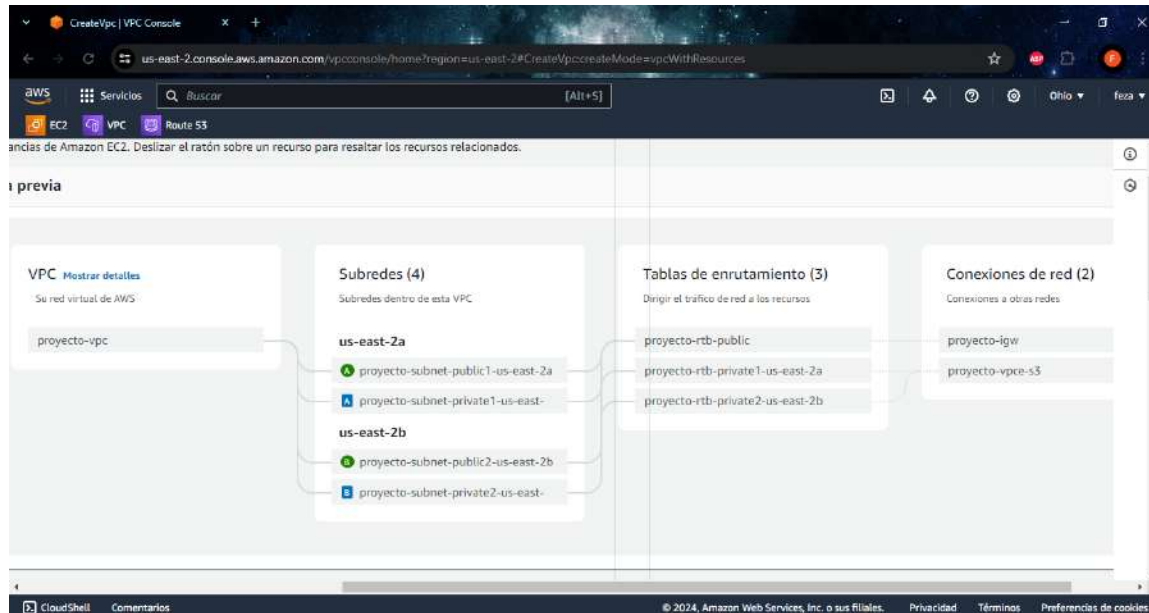 CreateVpc | VPC Console
us-east-2.console.aws.amazon.com/vpcconsole/home?region=us-east-2#CreateVpc:createMode=vpcWithResources
aws Servicios Buscar [Alt+S] Ohio feza
EC2 VPC Route 53
ancias de Amazon EC2. Deslizar el ratón sobre un recurso para resaltar los recursos relacionados.
a previa
VPC Mostrar detalles
Su red virtual de AWS
proyecto-vpc
Subredes (4)
Subredes dentro de esta VPC
us-east-2a
A proyecto-subnet-public1-us-east-2a
A proyecto-subnet-private1-us-east-
us-east-2b
B proyecto-subnet-public2-us-east-2b
B proyecto-subnet-private2-us-east-
Tablas de enrutamiento (3)
Dirigir el tráfico de red a los recursos
proyecto-rtb-public
proyecto-rtb-private1-us-east-2a
proyecto-rtb-private2-us-east-2b
Conexiones de red (2)
Conexiones a otras redes
proyecto-igw
proyecto-vpce-s3
CloudShell Comentarios © 2024, Amazon Web Services, Inc. o sus filiales. Privacidad Términos Preferencias de cookies